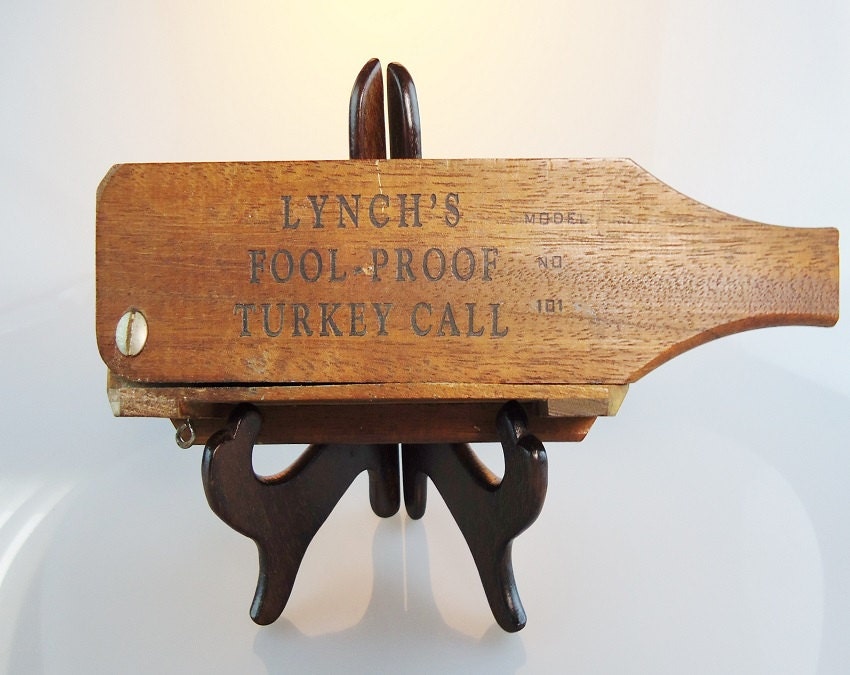 LYNCH'S
FOOL-PROOF
TURKEY CALL
MODEL
NO
101